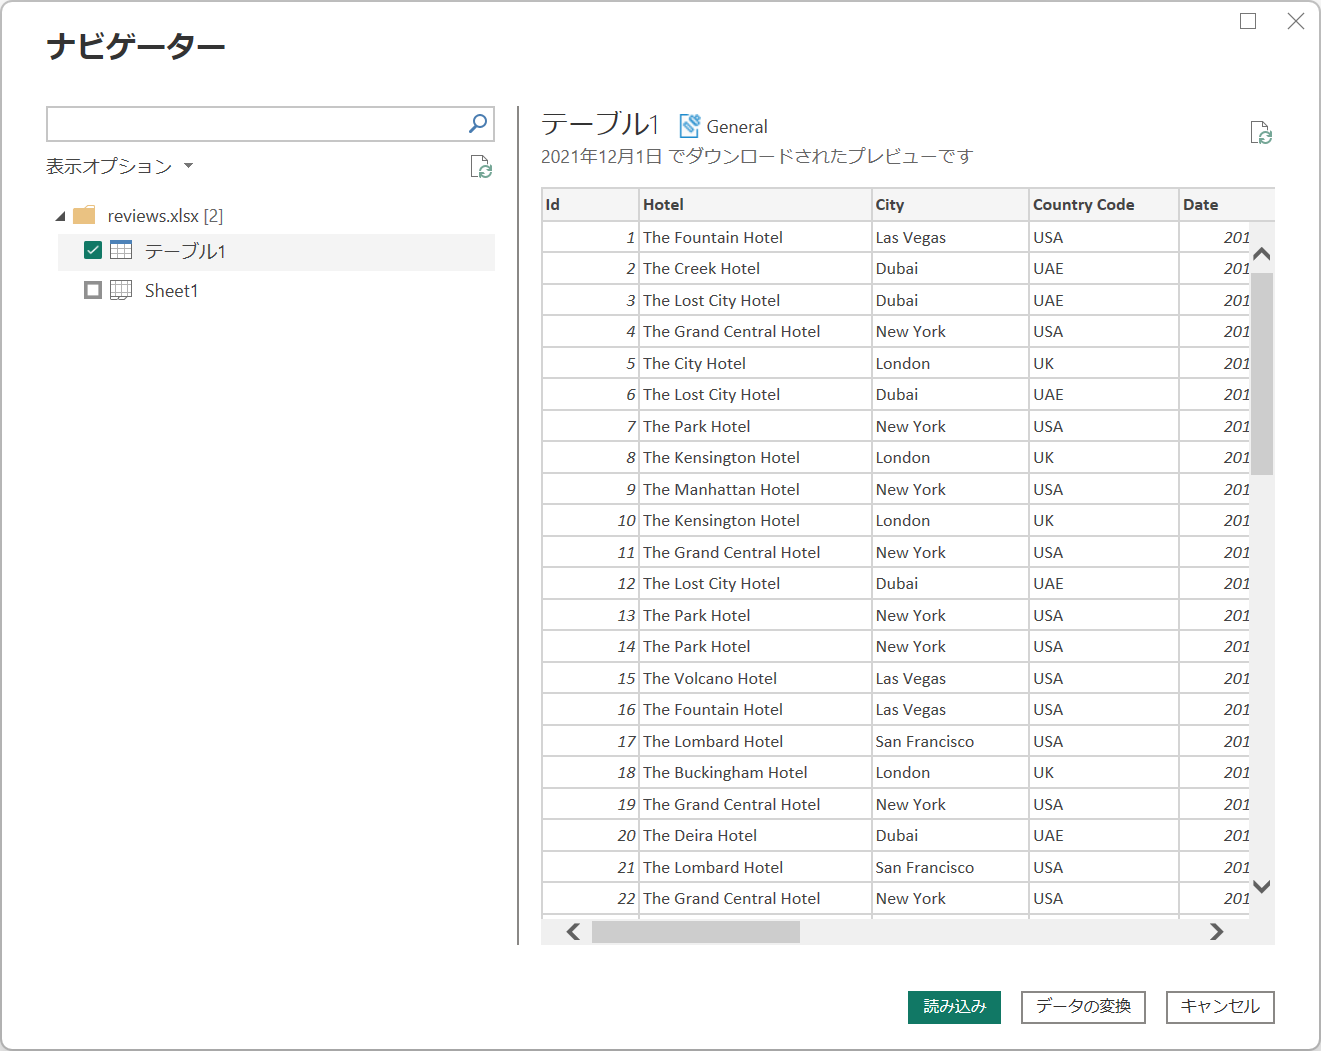 ナビゲーター
表示オプション
reviews.xlsx [2]
テーブル1
Sheet1
テーブル1 General
2021年12月1日 でダウンロードされたプレビューです
Id Hotel City Country Code Date
1 The Fountain Hotel Las Vegas USA 201
2 The Creek Hotel Dubai UAE 201
3 The Lost City Hotel Dubai UAE 201
4 The Grand Central Hotel New York USA 201
5 The City Hotel London UK 201
6 The Lost City Hotel Dubai UAE 201
7 The Park Hotel New York USA 201
8 The Kensington Hotel London UK 201
9 The Manhattan Hotel New York USA 201
10 The Kensington Hotel London UK 201
11 The Grand Central Hotel New York USA 201
12 The Lost City Hotel Dubai UAE 201
13 The Park Hotel New York USA 201
14 The Park Hotel New York USA 201
15 The Volcano Hotel Las Vegas USA 201
16 The Fountain Hotel Las Vegas USA 201
17 The Lombard Hotel San Francisco USA 201
18 The Buckingham Hotel London UK 201
19 The Grand Central Hotel New York USA 201
20 The Deira Hotel Dubai UAE 201
21 The Lombard Hotel San Francisco USA 201
22 The Grand Central Hotel New York USA 201
読み込み データの変換 キャンセル